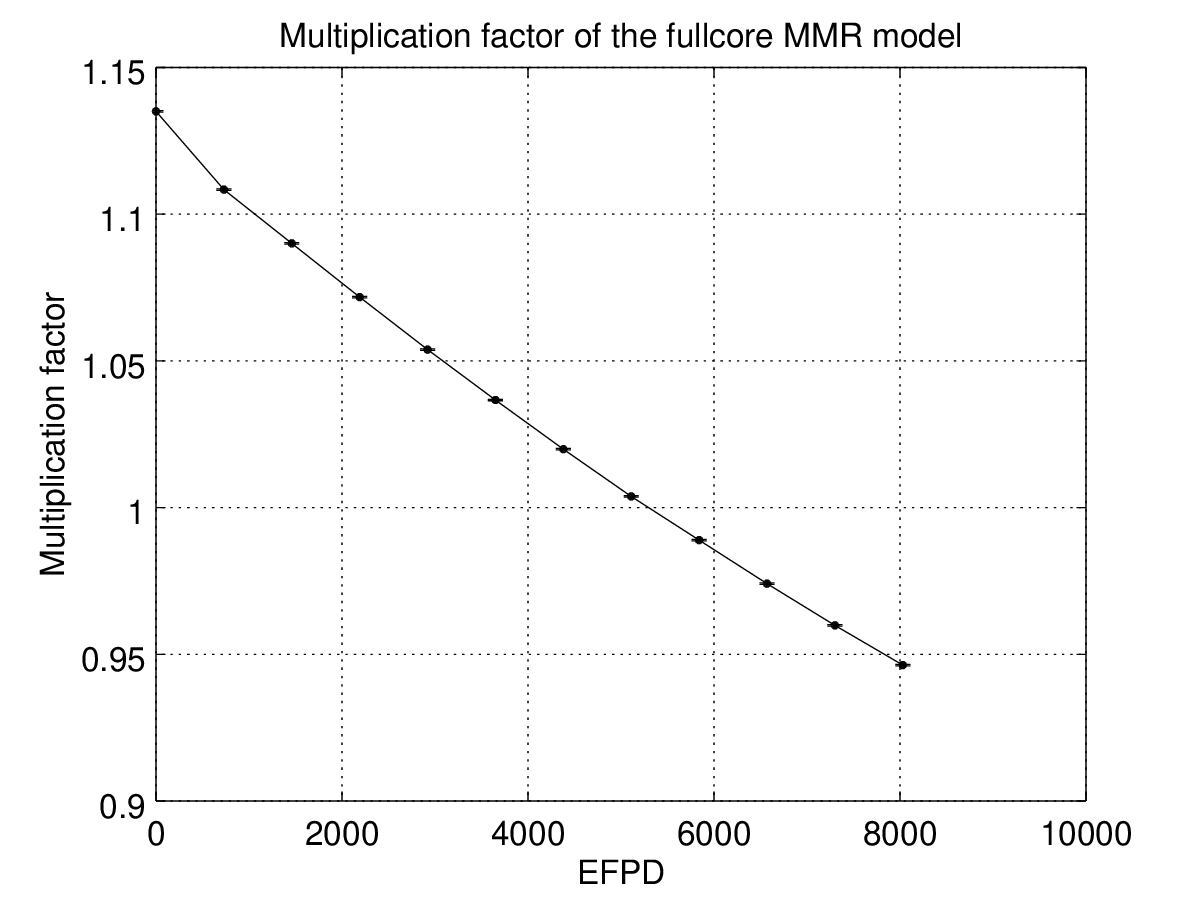 Multiplication factor of the fullcore MMR model
1.15
1.1
1.05
1
0.95
0.9
Multiplication factor
0 2000 4000 6000 8000 10000
EFPD